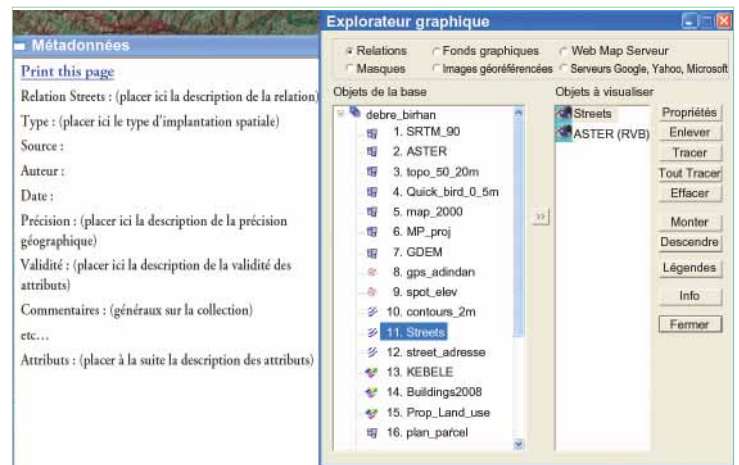 Métadonnées
Print this page
Relation Streets : (placer ici la description de la relation)
Type : (placer ici le type d'implantation spatiale)
Source :
Auteur :
Date :
Précision : (placer ici la description de la précision
géographique)
Validité : (placer ici la description de la validité des
attributs)
Commentaires : (généraux sur la collection)
etc...
Attributs : (placer à la suite la description des attributs)
Explorateur graphique
Relations
Fonds graphiques
Web Map Serveur
Masques
Images géoréférencées
Serveurs Google, Yahoo, Microsoft
Objets de la base
debre_birhan
1. SRTM_90
2. ASTER
3. topo_50_20m
4. Quick_bird_0_5m
5. map_2000
6. MP_proj
7. GDEM
8. gps_adindan
9. spot_elev
10. contours_2m
11. Streets
12. street_adresse
13. KEBELE
14. Buildings2008
15. Prop_Land_use
16. plan_parcel
>>
Objets à visualiser
Streets
ASTER (RVB)
Propriétés
Enlever
Tracer
Tout Tracer
Effacer
Monter
Descendre
Légendes
Info
Fermer